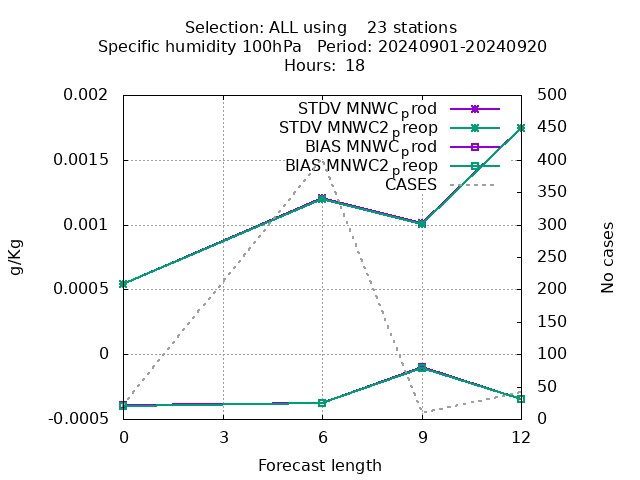 Selection: ALL using    23 stations
Specific humidity 100hPa   Period: 20240901-20240920
Hours: 18
STDV MNWC_prod
STDV MNWC2_preop
BIAS MNWC_prod
BIAS MNWC2_preop
CASES
0.002
0.0015
0.001
0.0005
0
-0.0005
500
450
400
350
300
250
200
150
100
50
0
g/Kg
No cases
0 3 6 9 12
Forecast length